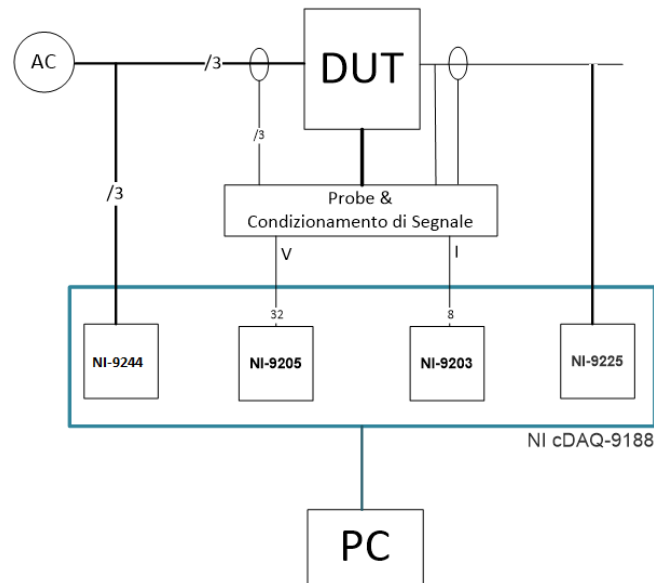 AC
/3
DUT
/3
/3
Probe &
Condizionamento di Segnale
V
I
32
8
NI-9244
NI-9205
NI-9203
NI-9225
NI cDAQ-9188
PC